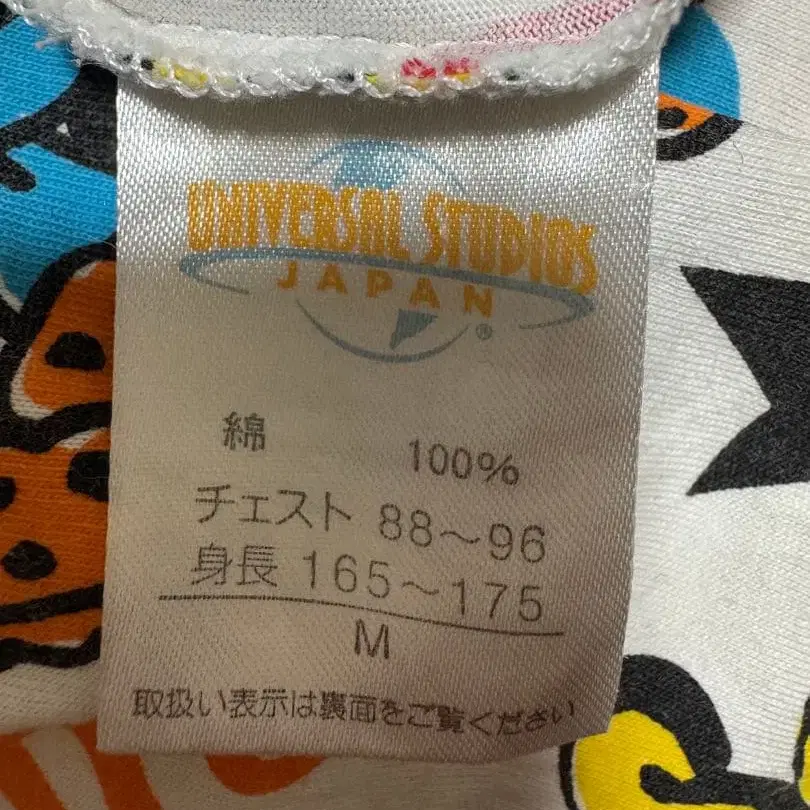 UNIVERSAL STUDIOS
JAPAN
®
綿 100%
チェスト 88～96
身長 165～175
M
取扱い表示は裏面をご覧ください